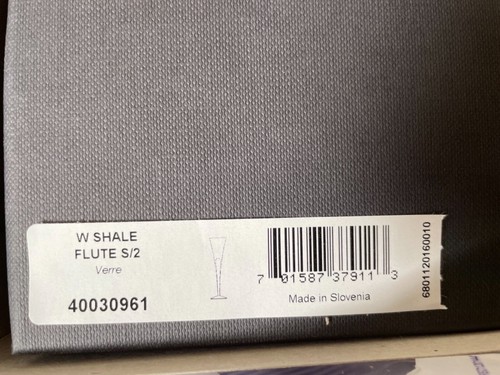 W SHALE
FLUTE S/2
Verre
40030961
7 01587 37911 3
Made in Slovenia
6801120160010